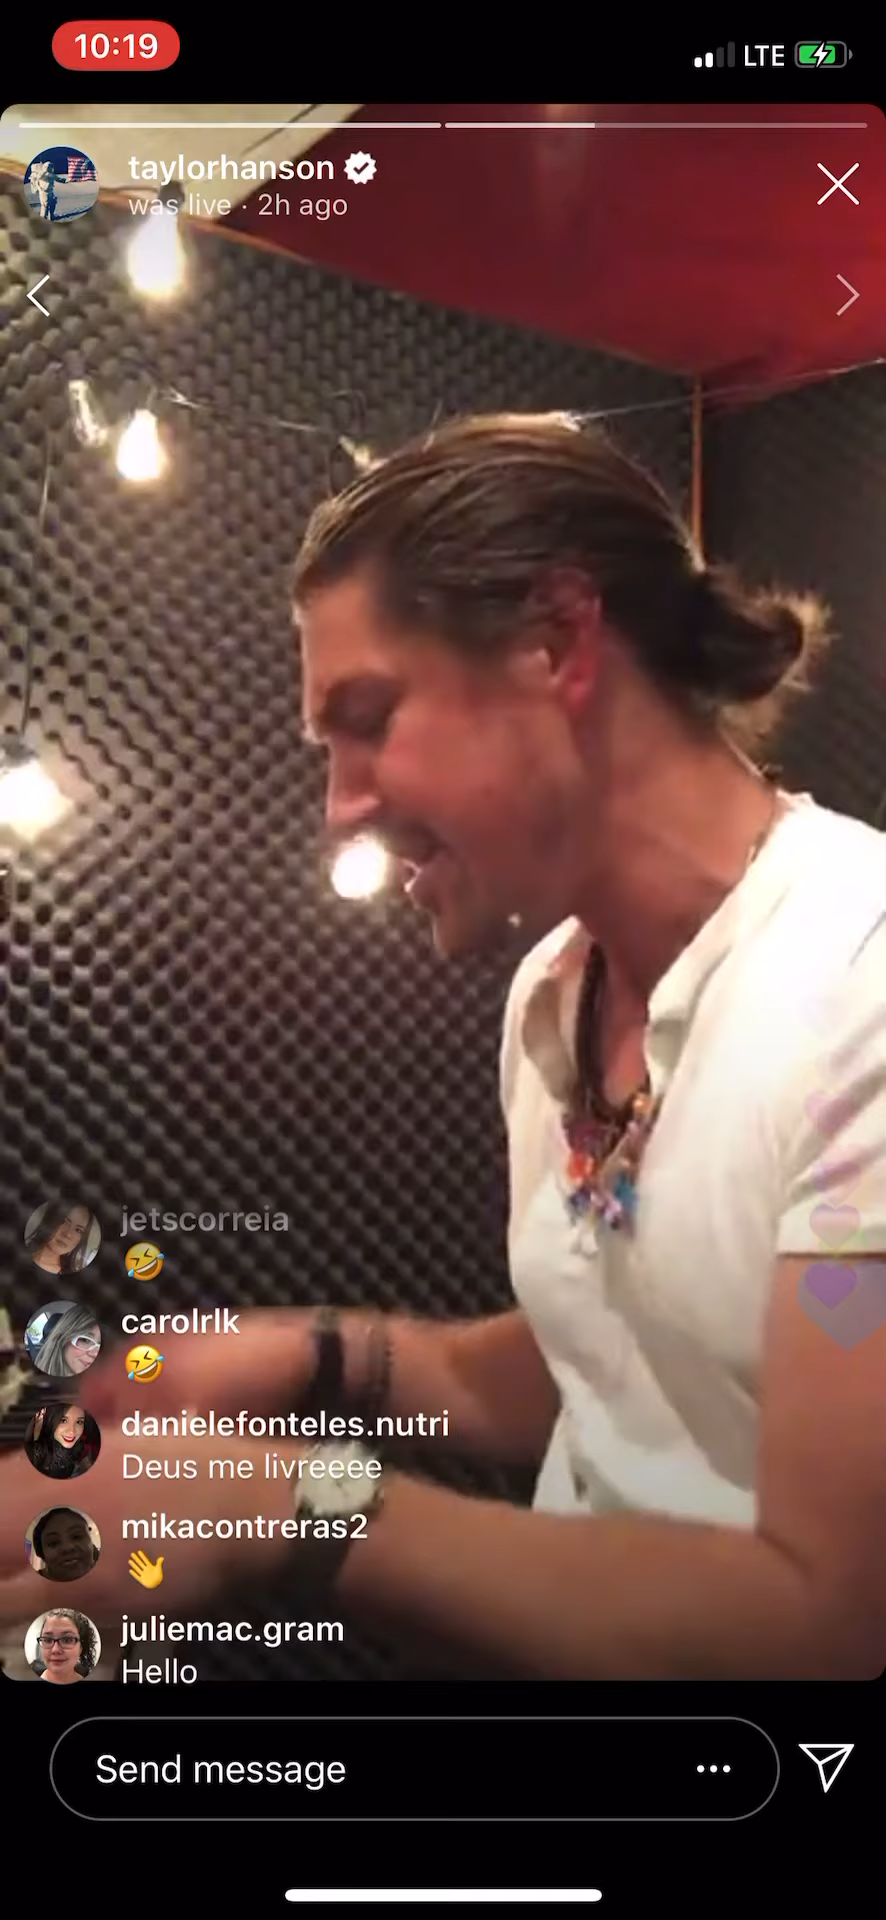 10:19
LTE
taylorhanson
was live · 2h ago
jetscorreia
🤣
carolrlk
🤣
danielefonteles.nutri
Deus me livreeee
mikacontreras2
👋
juliemac.gram
Hello
Send message